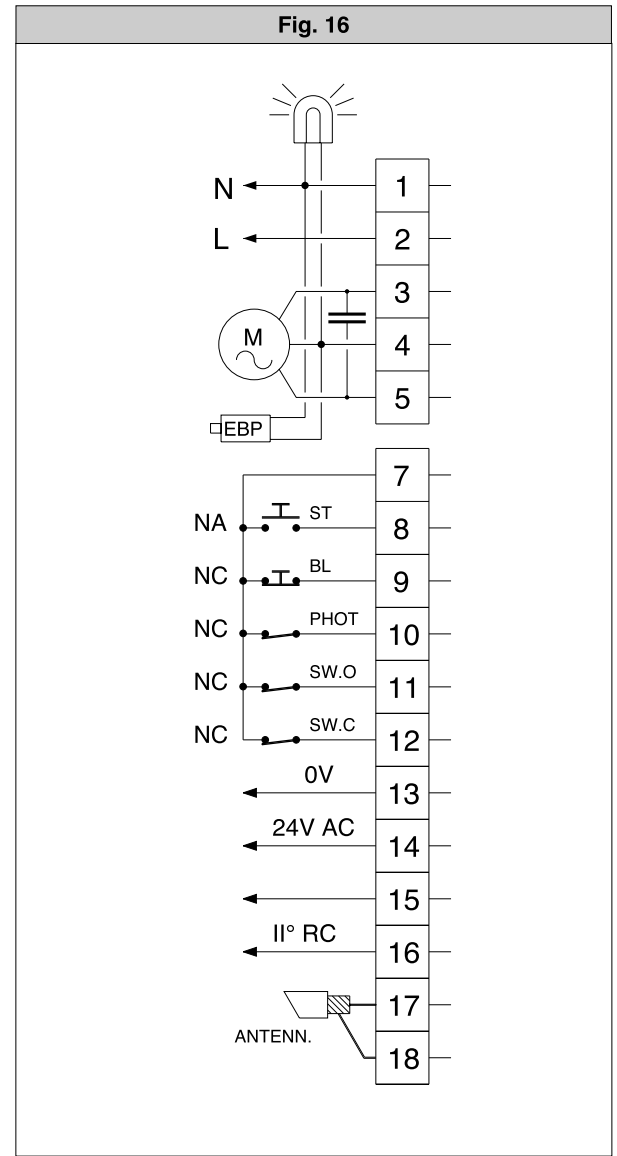 Fig. 16
N 1
L 2
3
M 4
5
EBP
7
NA ST 8
NC BL 9
NC PHOT 10
NC SW.O 11
NC SW.C 12
0V 13
24V AC 14
15
II° RC 16
17
ANTENN.
18